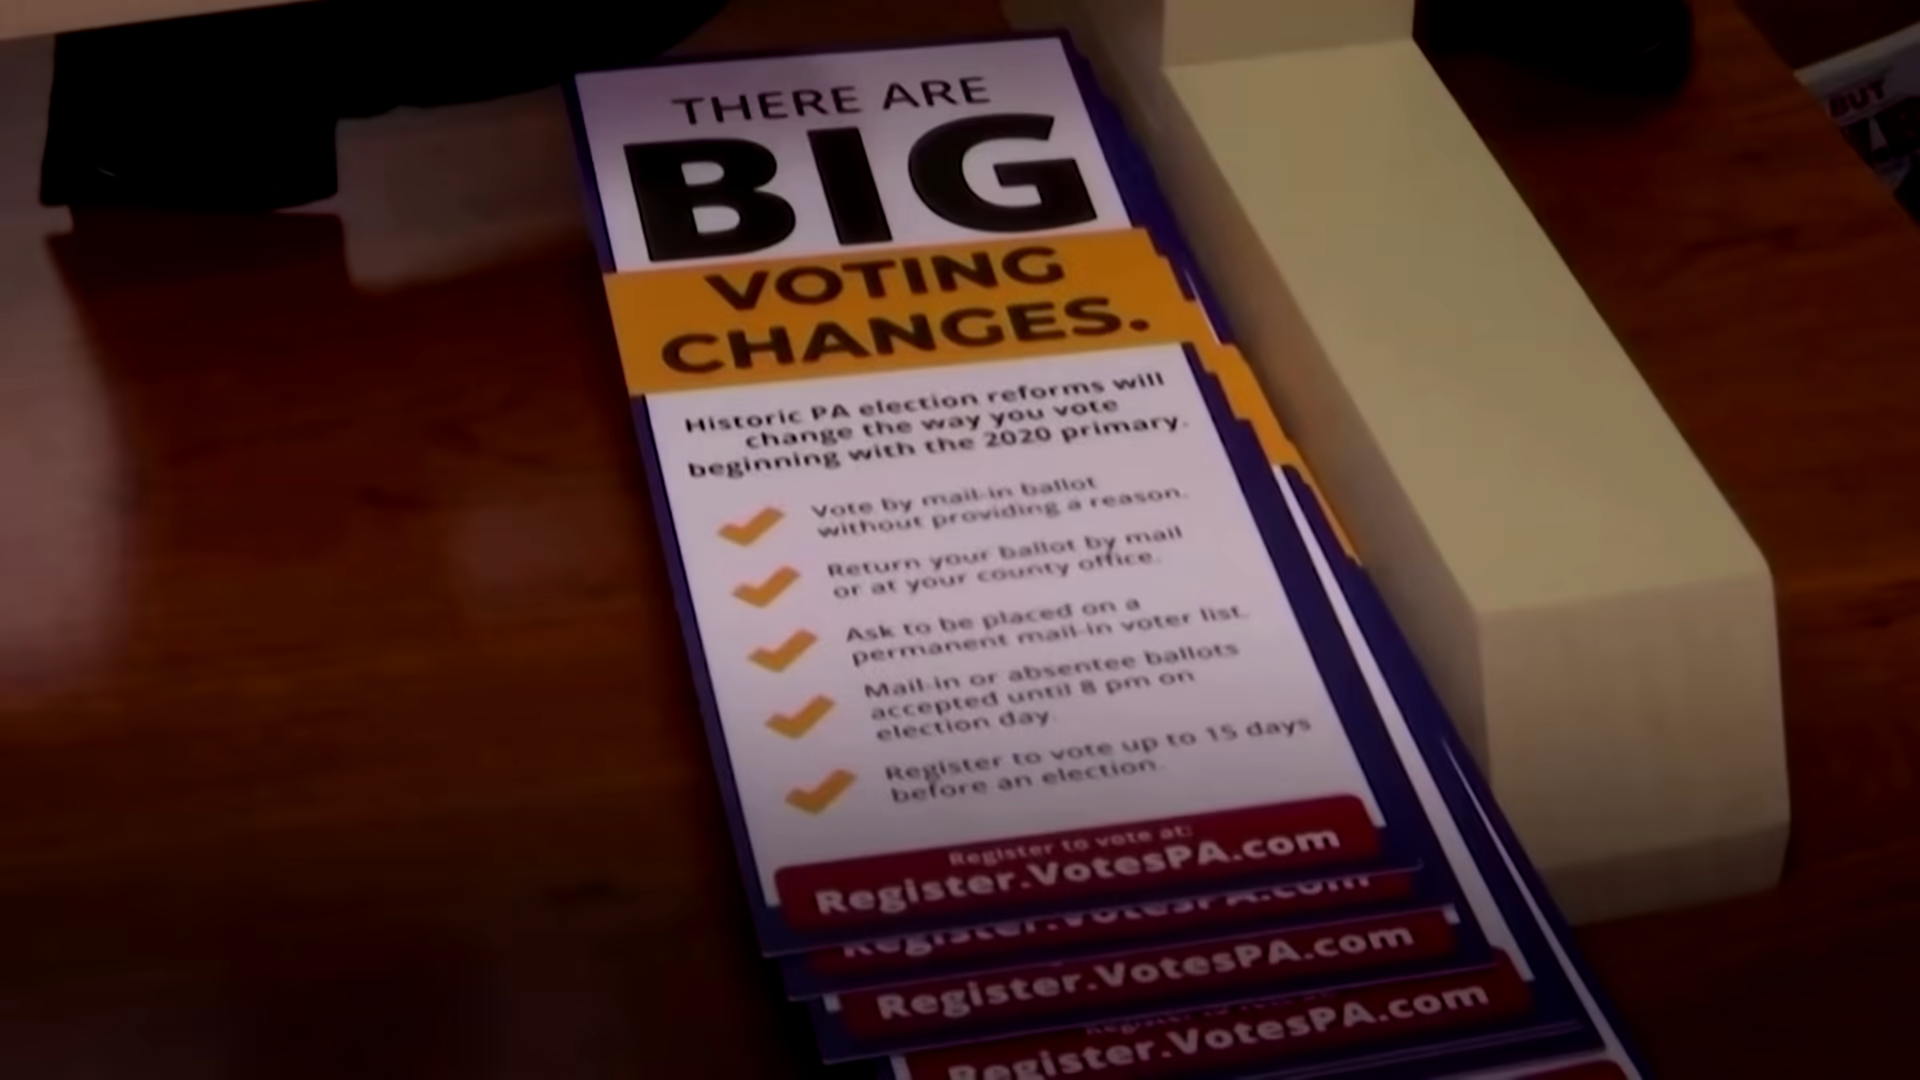 THERE ARE
BIG
VOTING
CHANGES.
Historic PA election reforms will
change the way you vote
beginning with the 2020 primary.
Vote by mail-in ballot
without providing a reason.
Return your ballot by mail
or at your county office.
Ask to be placed on a
permanent mail-in voter list.
Mail-in or absentee ballots
accepted until 8 pm on
election day.
Register to vote up to 15 days
before an election.
Register to vote at:
Register.VotesPA.com
Register.VotesPA.com
Register.VotesPA.com
Register.VotesPA.com
BUT